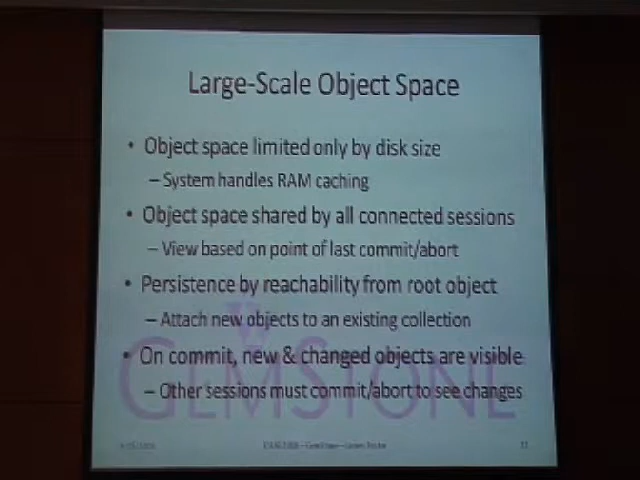 Large-Scale Object Space
• Object space limited only by disk size
– System handles RAM caching
• Object space shared by all connected sessions
– View based on point of last commit/abort
• Persistence by reachability from root object
– Attach new objects to an existing collection
• On commit, new & changed objects are visible
– Other sessions must commit/abort to see changes
GEMSTONE